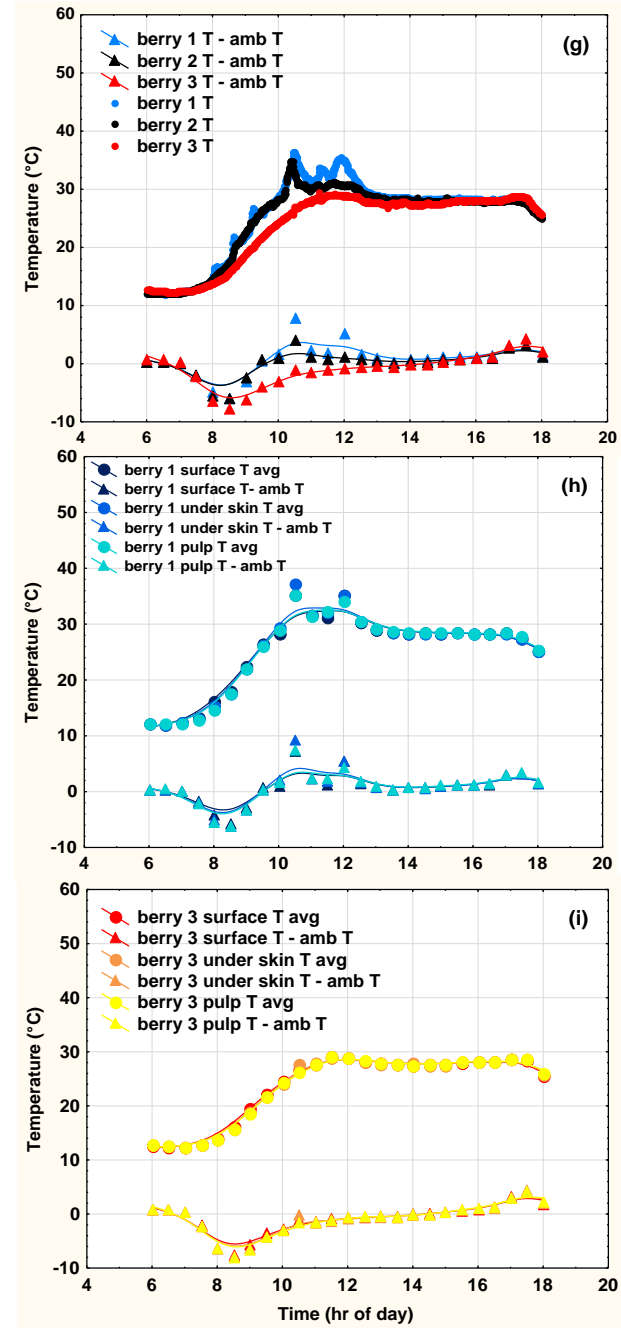 60
berry 1 T - amb T
(g)
berry 2 T - amb T
50
berry 3 T - amb T
berry 1 T
40
berry 2 T
berry 3 T
30
20
10
0
-10
4 6 8 10 12 14 16 18 20
Temperature (°C)
60
berry 1 surface T avg
(h)
berry 1 surface T- amb T
50
berry 1 under skin T avg
berry 1 under skin T - amb T
berry 1 pulp T avg
40
berry 1 pulp T - amb T
30
20
10
0
-10
4 6 8 10 12 14 16 18 20
Temperature (°C)
60
berry 3 surface T avg
(i)
berry 3 surface T - amb T
50
berry 3 under skin T avg
berry 3 under skin T - amb T
40
berry 3 pulp T avg
berry 3 pulp T - amb T
30
20
10
0
-10
4 6 8 10 12 14 16 18 20
Temperature (°C)
Time (hr of day)